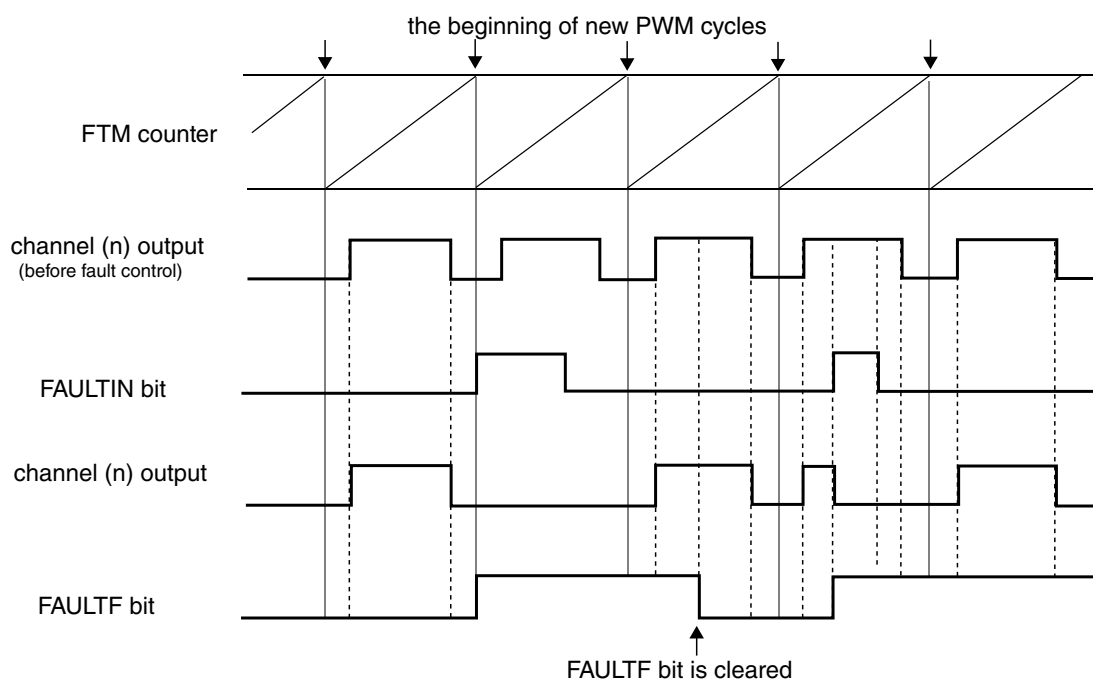 the beginning of new PWM cycles
FTM counter
channel (n) output
(before fault control)
FAULTIN bit
channel (n) output
FAULTF bit
FAULTF bit is cleared